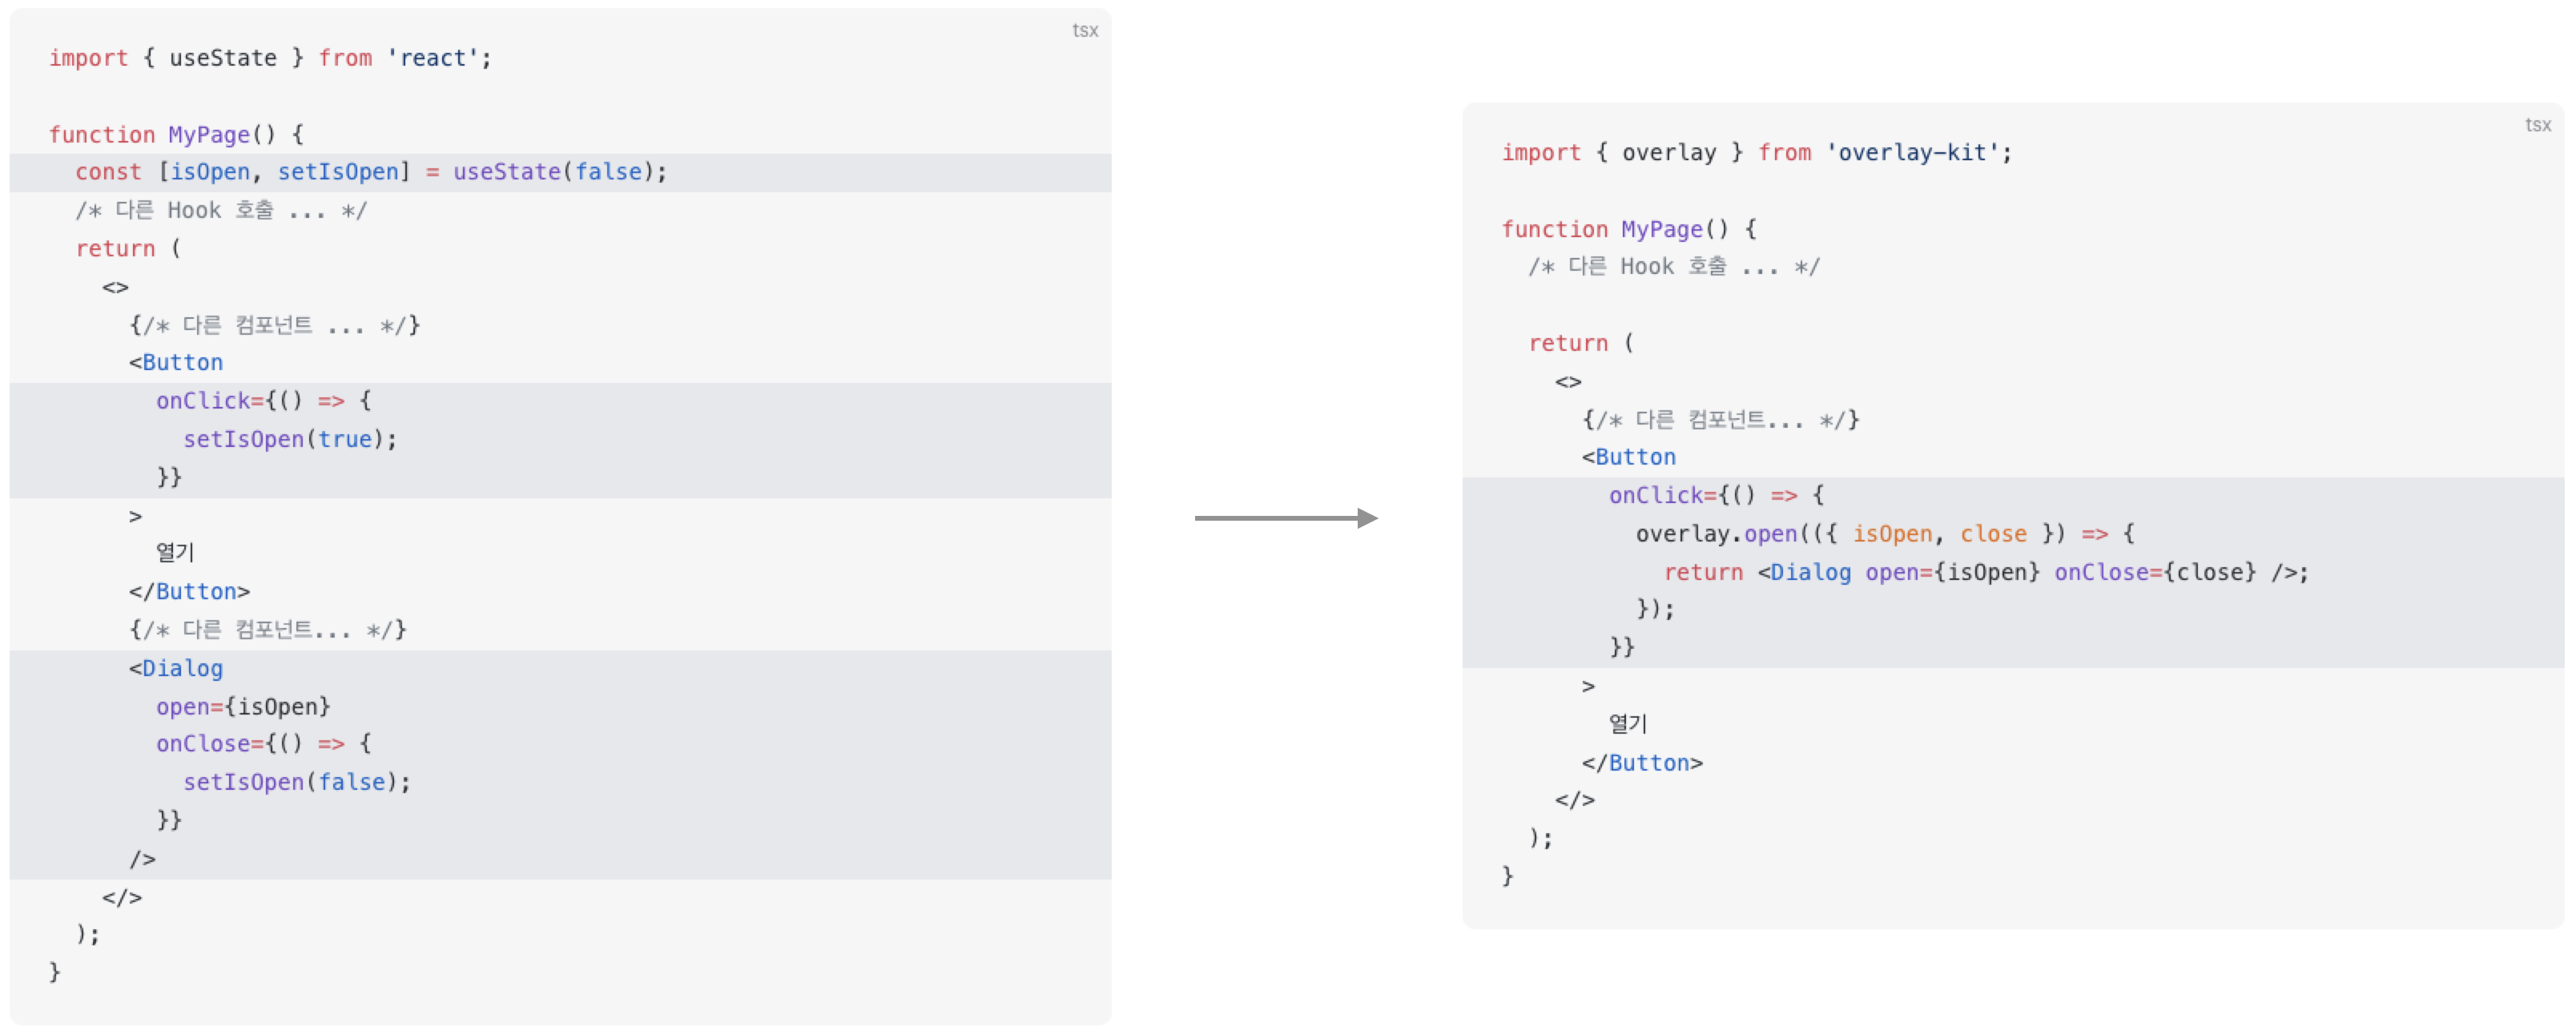 tsx
import { useState } from 'react';
function MyPage() {
const [isOpen, setIsOpen] = useState(false);
/* 다른 Hook 호출 ... */
return (
<>
{/* 다른 컴포넌트 ... */}
<Button
onClick={() => {
setIsOpen(true);
}}
>
열기
</Button>
{/* 다른 컴포넌트... */}
<Dialog
open={isOpen}
onClose={() => {
setIsOpen(false);
}}
/>
</>
);
}
tsx
import { overlay } from 'overlay-kit';
function MyPage() {
/* 다른 Hook 호출 ... */
return (
<>
{/* 다른 컴포넌트... */}
<Button
onClick={() => {
overlay.open(({ isOpen, close }) => {
return <Dialog open={isOpen} onClose={close} />;
});
}}
>
열기
</Button>
</>
);
}